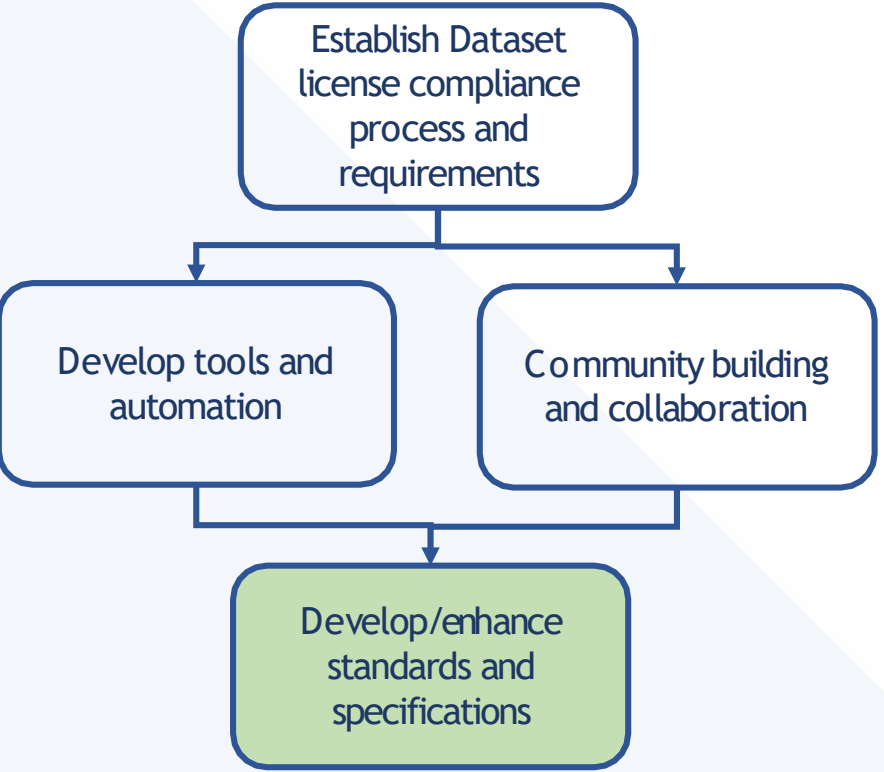 Establish Dataset
license compliance
process and
requirements
Develop tools and
automation
Community building
and collaboration
Develop/enhance
standards and
specifications